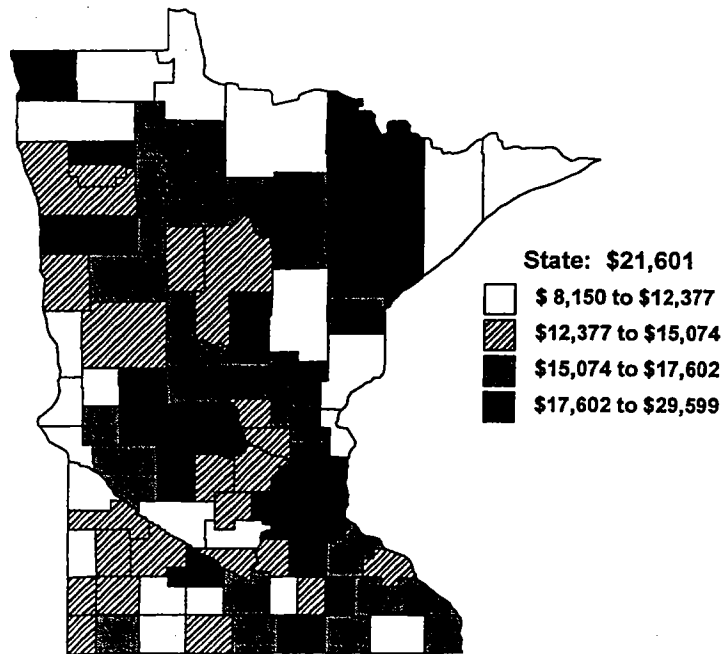 State: $21,601
$ 8,150 to $12,377
$12,377 to $15,074
$15,074 to $17,602
$17,602 to $29,599